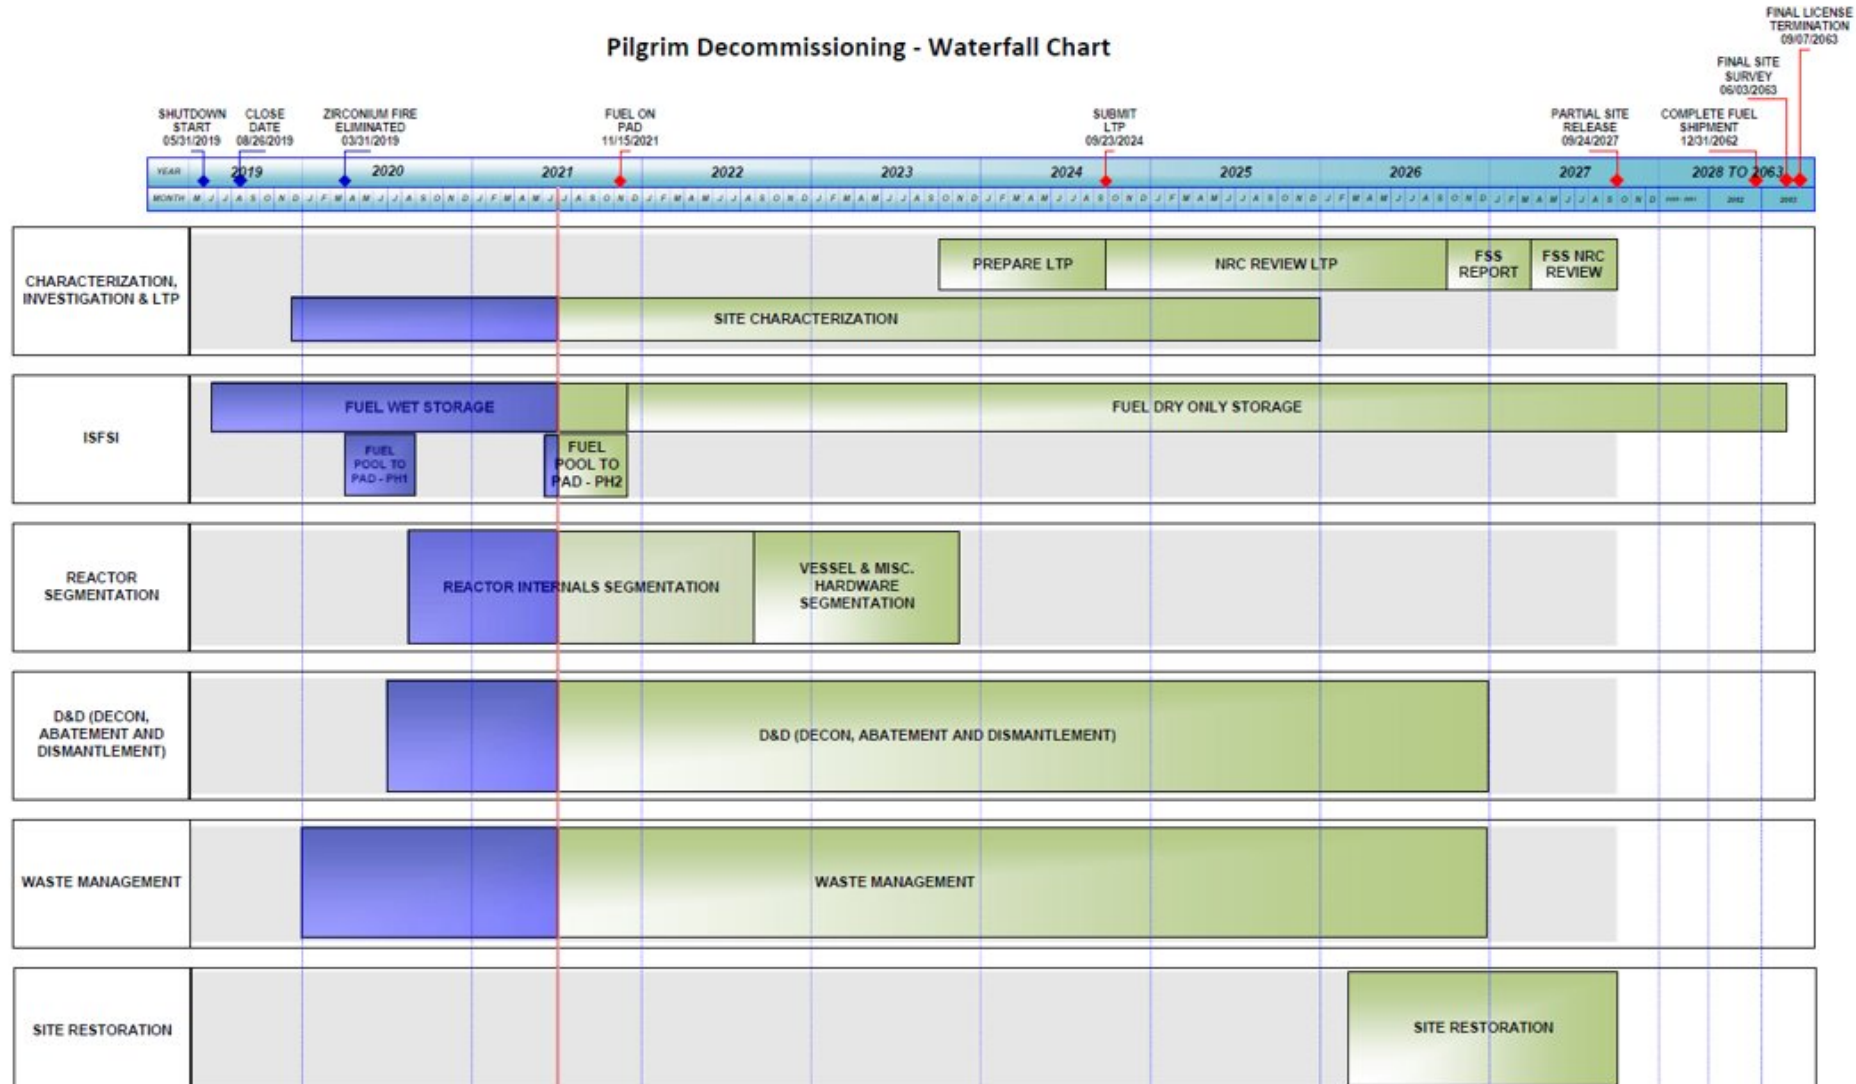 Pilgrim Decommissioning - Waterfall Chart
FINAL LICENSE
TERMINATION
09/07/2063
FINAL SITE
SURVEY
06/03/2063
SHUTDOWN
START
05/31/2019
CLOSE
DATE
08/26/2019
ZIRCONIUM FIRE
ELIMINATED
03/31/2019
FUEL ON
PAD
11/15/2021
SUBMIT
LTP
09/23/2024
PARTIAL SITE
RELEASE
09/24/2027
COMPLETE FUEL
SHIPMENT
12/31/2062
YEAR 2019 2020 2021 2022 2023 2024 2025 2026 2027 2028 TO 2063
MONTH M J J A S O N D J F M A M J J A S O N D J F M A M J J A S O N D J F M A M J J A S O N D J F M A M J J A S O N D J F M A M J J A S O N D J F M A M J J A S O N D J F M A M J J A S O N D J F M A M J J A S O N D 2062 2063
CHARACTERIZATION,
INVESTIGATION & LTP
PREPARE LTP
NRC REVIEW LTP
FSS
REPORT
FSS NRC
REVIEW
SITE CHARACTERIZATION
ISFSI
FUEL WET STORAGE
FUEL DRY ONLY STORAGE
FUEL
POOL TO
PAD - PH1
FUEL
POOL TO
PAD - PH2
REACTOR
SEGMENTATION
REACTOR INTERNALS SEGMENTATION
VESSEL & MISC.
HARDWARE
SEGMENTATION
D&D (DECON,
ABATEMENT AND
DISMANTLEMENT)
D&D (DECON, ABATEMENT AND DISMANTLEMENT)
WASTE MANAGEMENT
WASTE MANAGEMENT
SITE RESTORATION
SITE RESTORATION